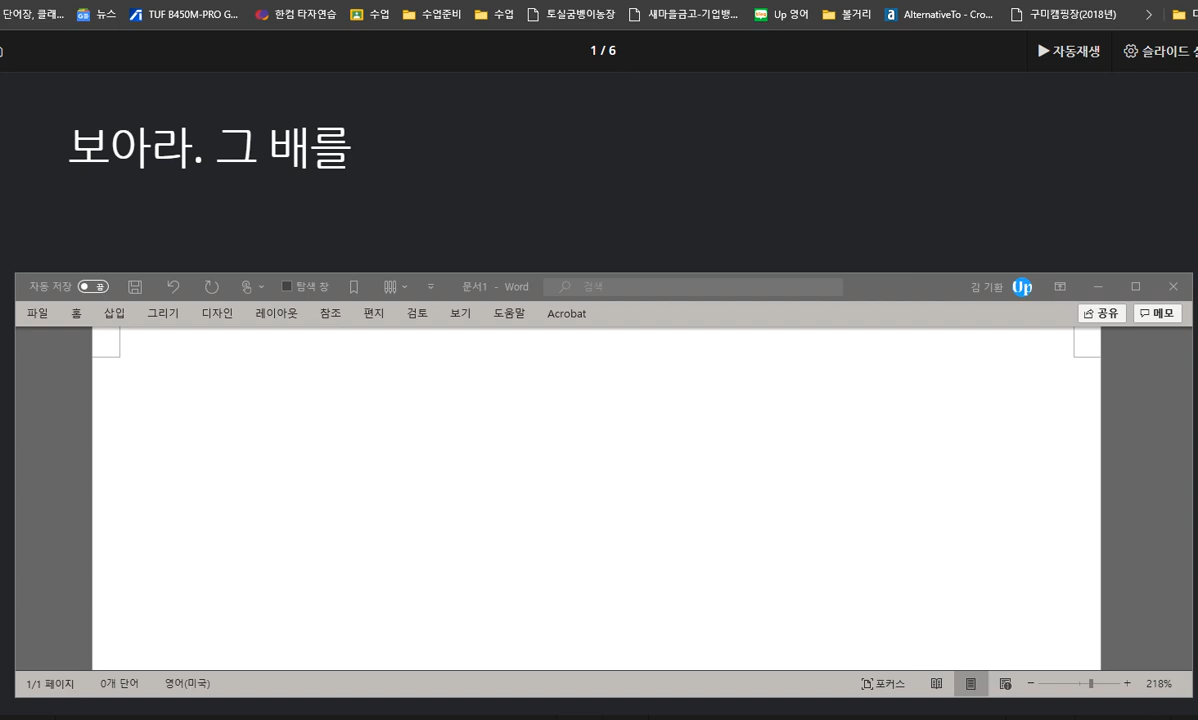 단어장, 클래... 뉴스 TUF B450M-PRO G... 한컴 타자연습 수업 수업준비 수업 토실굼벵이농장 새마을금고-기업뱅... Up 영어 볼거리 AlternativeTo - Cro... 구미캠핑장(2018년)
1 / 6 자동재생 슬라이드
보아라. 그 배를
자동 저장 끔 탐색 창 문서1 - Word 검색 김 기환 Up
파일 홈 삽입 그리기 디자인 레이아웃 참조 편지 검토 보기 도움말 Acrobat 공유 메모
1/1 페이지 0개 단어 영어(미국) 포커스 218%